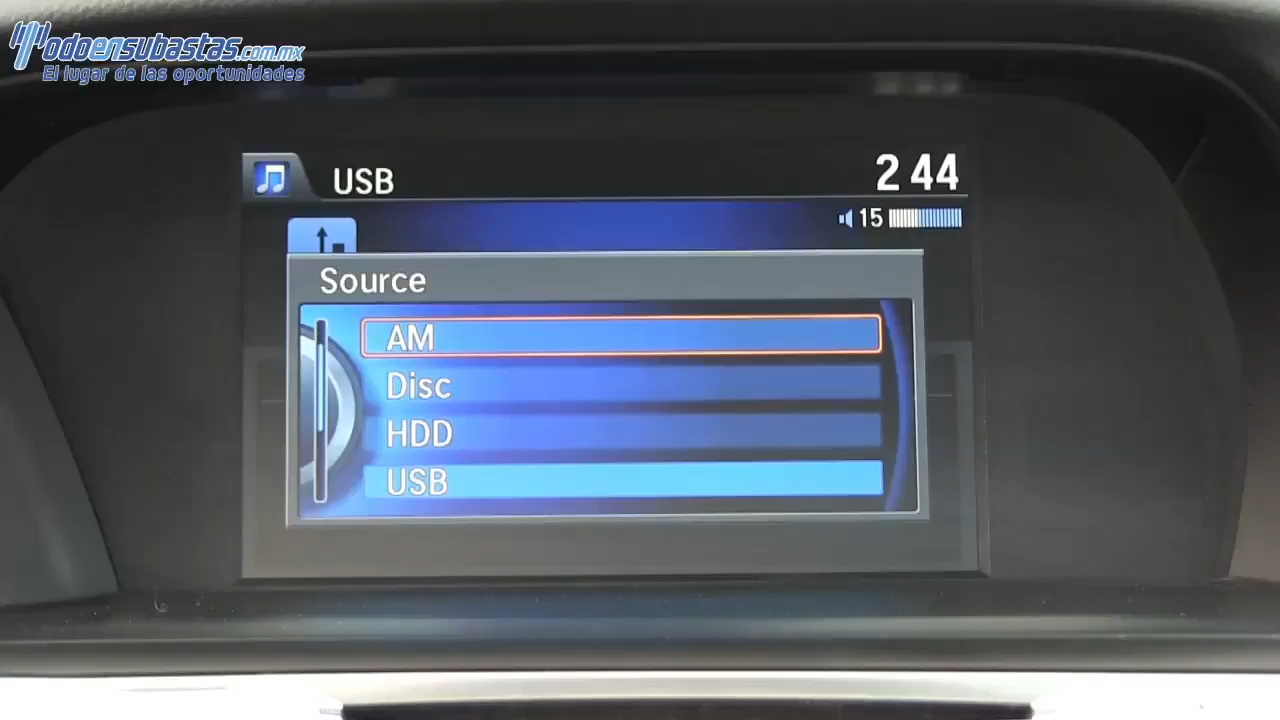 Todoensubastas.com.mx
El lugar de las oportunidades
USB
2 44
15
Source
AM
Disc
HDD
USB